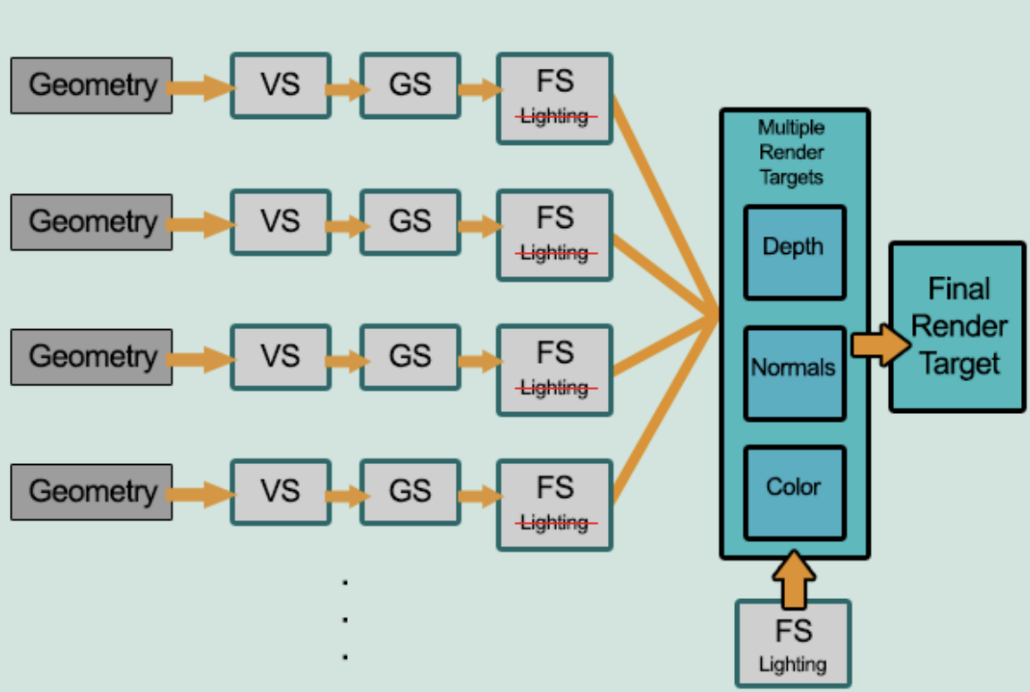 Geometry
VS
GS
FS
Lighting
Geometry
VS
GS
FS
Lighting
Geometry
VS
GS
FS
Lighting
Geometry
VS
GS
FS
Lighting
.
.
.
Multiple
Render
Targets
Depth
Normals
Color
FS
Lighting
Final
Render
Target